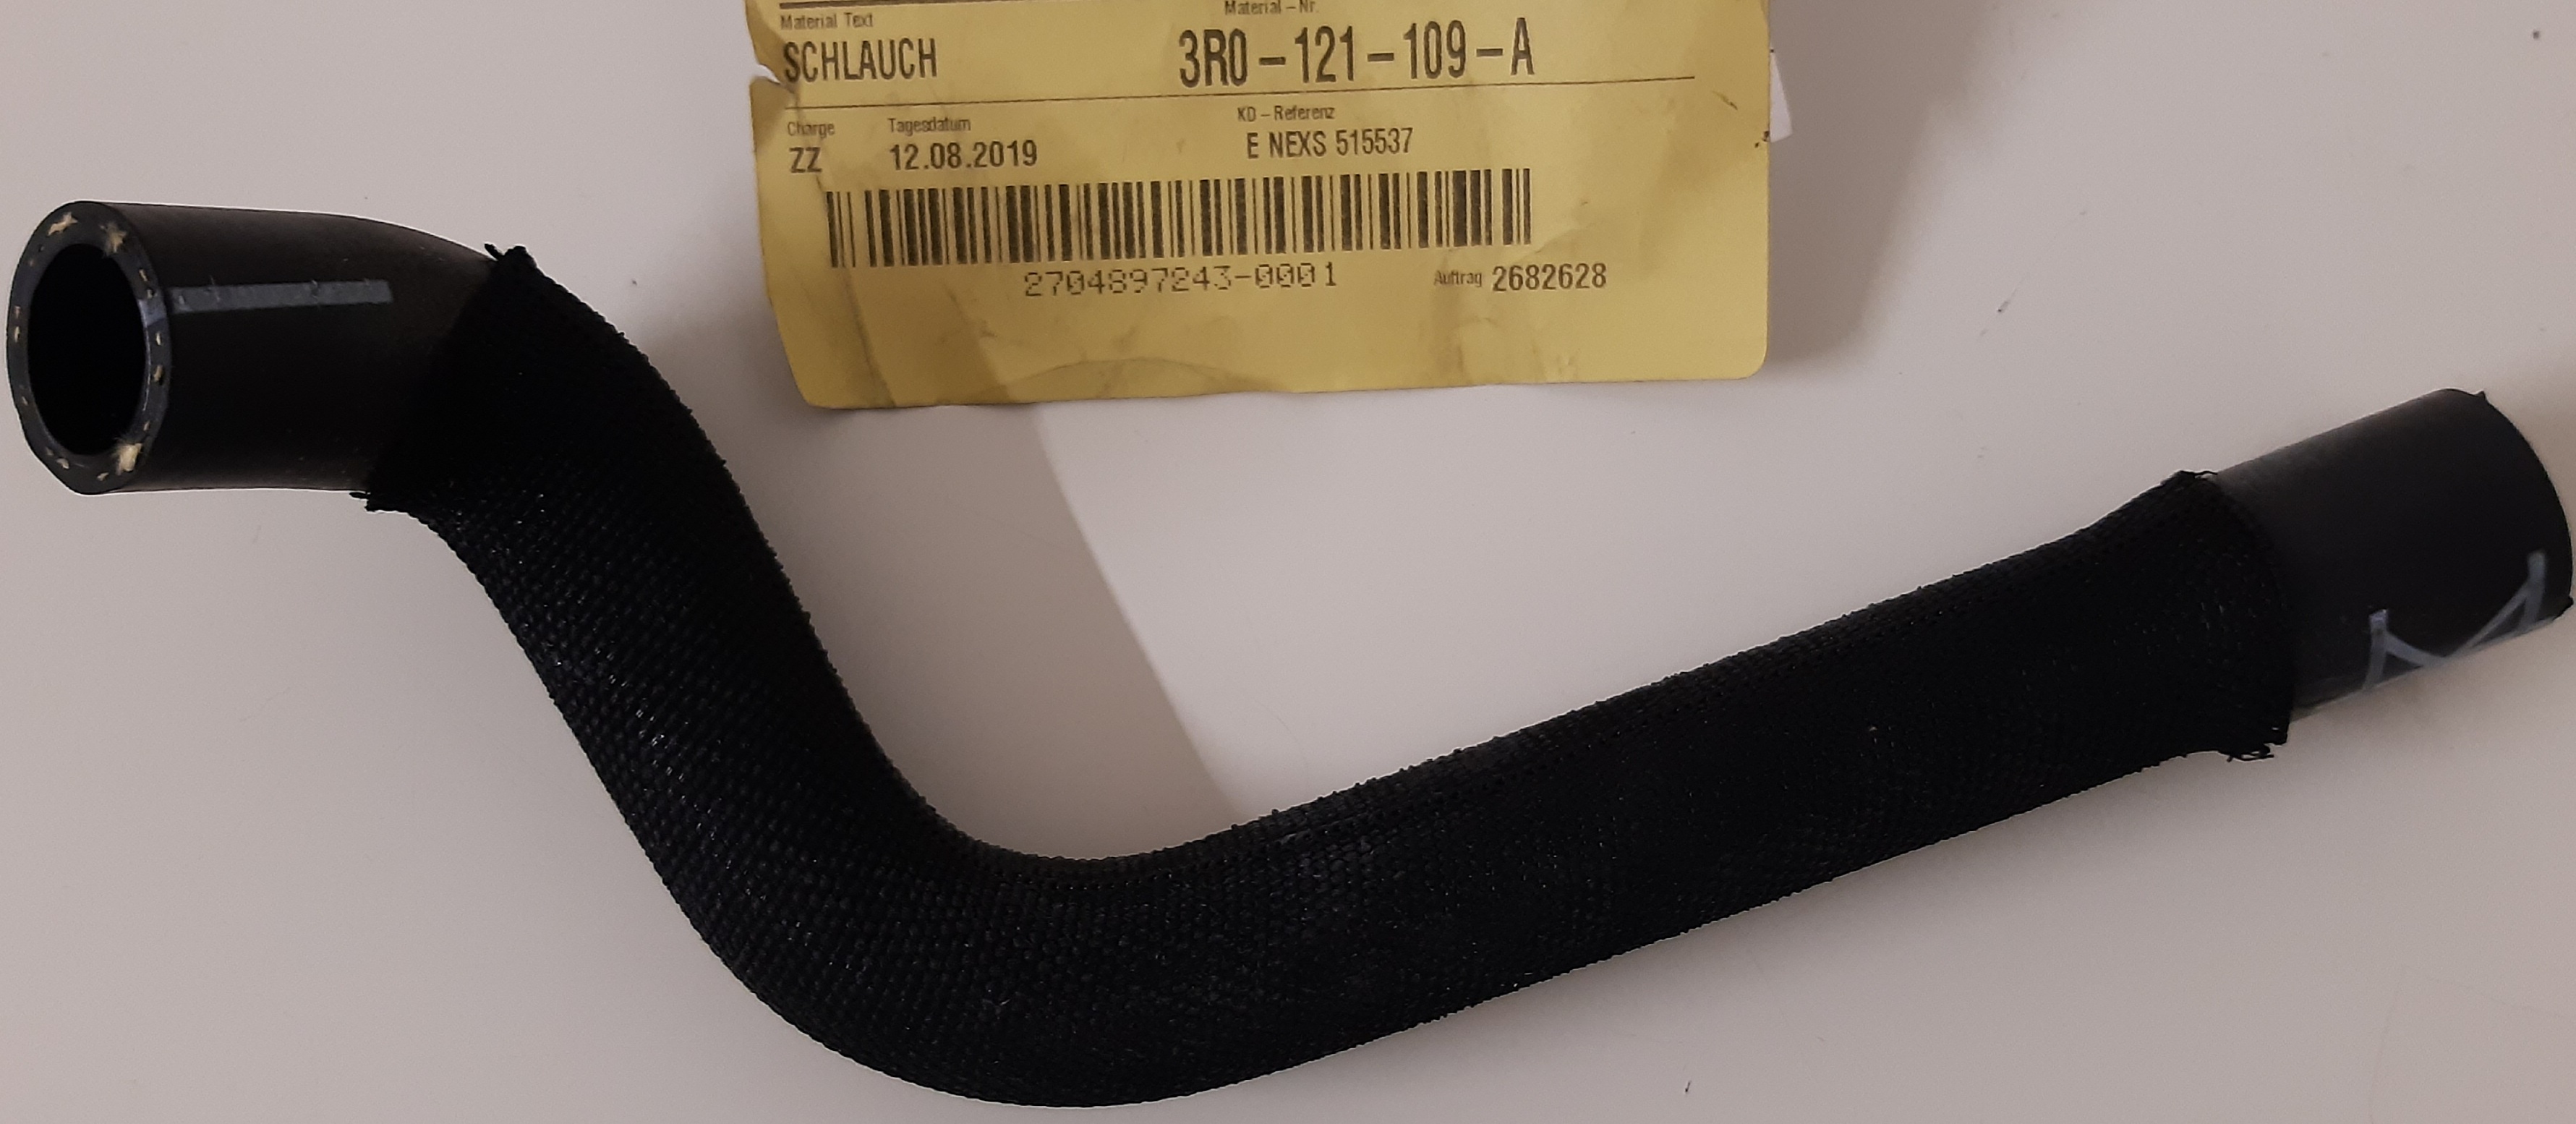 Material Text
Material – Nr.
SCHLAUCH
3R0 – 121 – 109 – A
Charge
Tagesdatum
KD – Referenz
ZZ
12.08.2019
E NEXS 515537
2704897243-0001
Auftrag 2682628